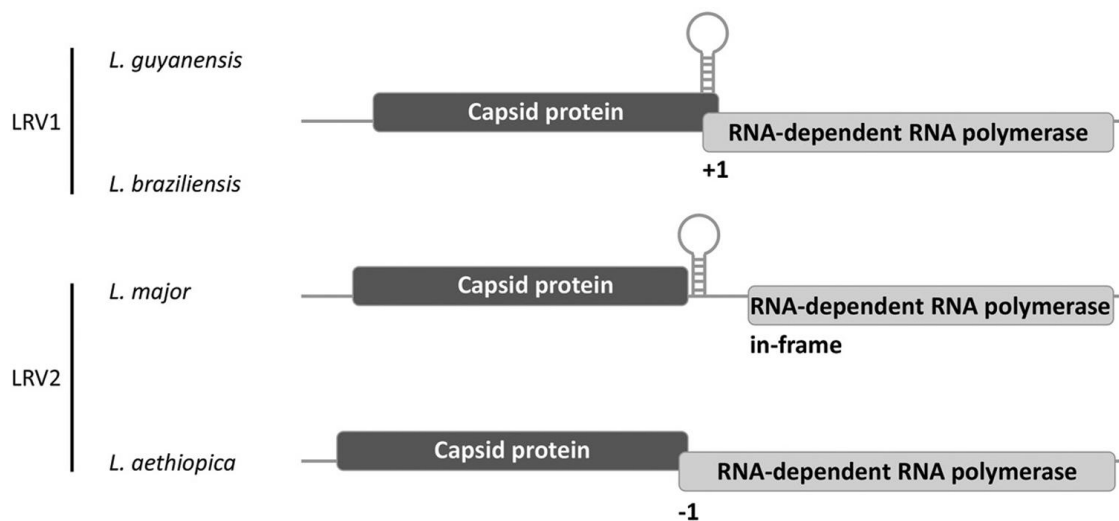 L. guyanensis
LRV1
Capsid protein
RNA-dependent RNA polymerase
+1
L. braziliensis
L. major
Capsid protein
RNA-dependent RNA polymerase
in-frame
LRV2
L. aethiopica
Capsid protein
RNA-dependent RNA polymerase
-1